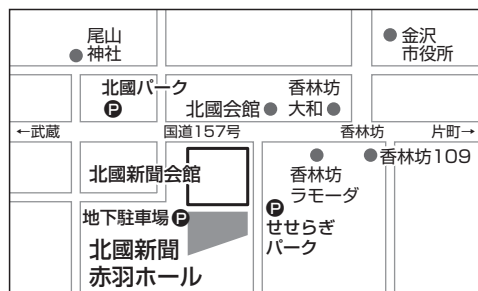 尾山
神社
金沢
市役所
北國パーク
P
北國会館
香林坊
大和
←武蔵
国道157号
香林坊
片町→
北國新聞会館
香林坊
ラモーダ
香林坊109
地下駐車場P
P
せせらぎ
パーク
北國新聞
赤羽ホール